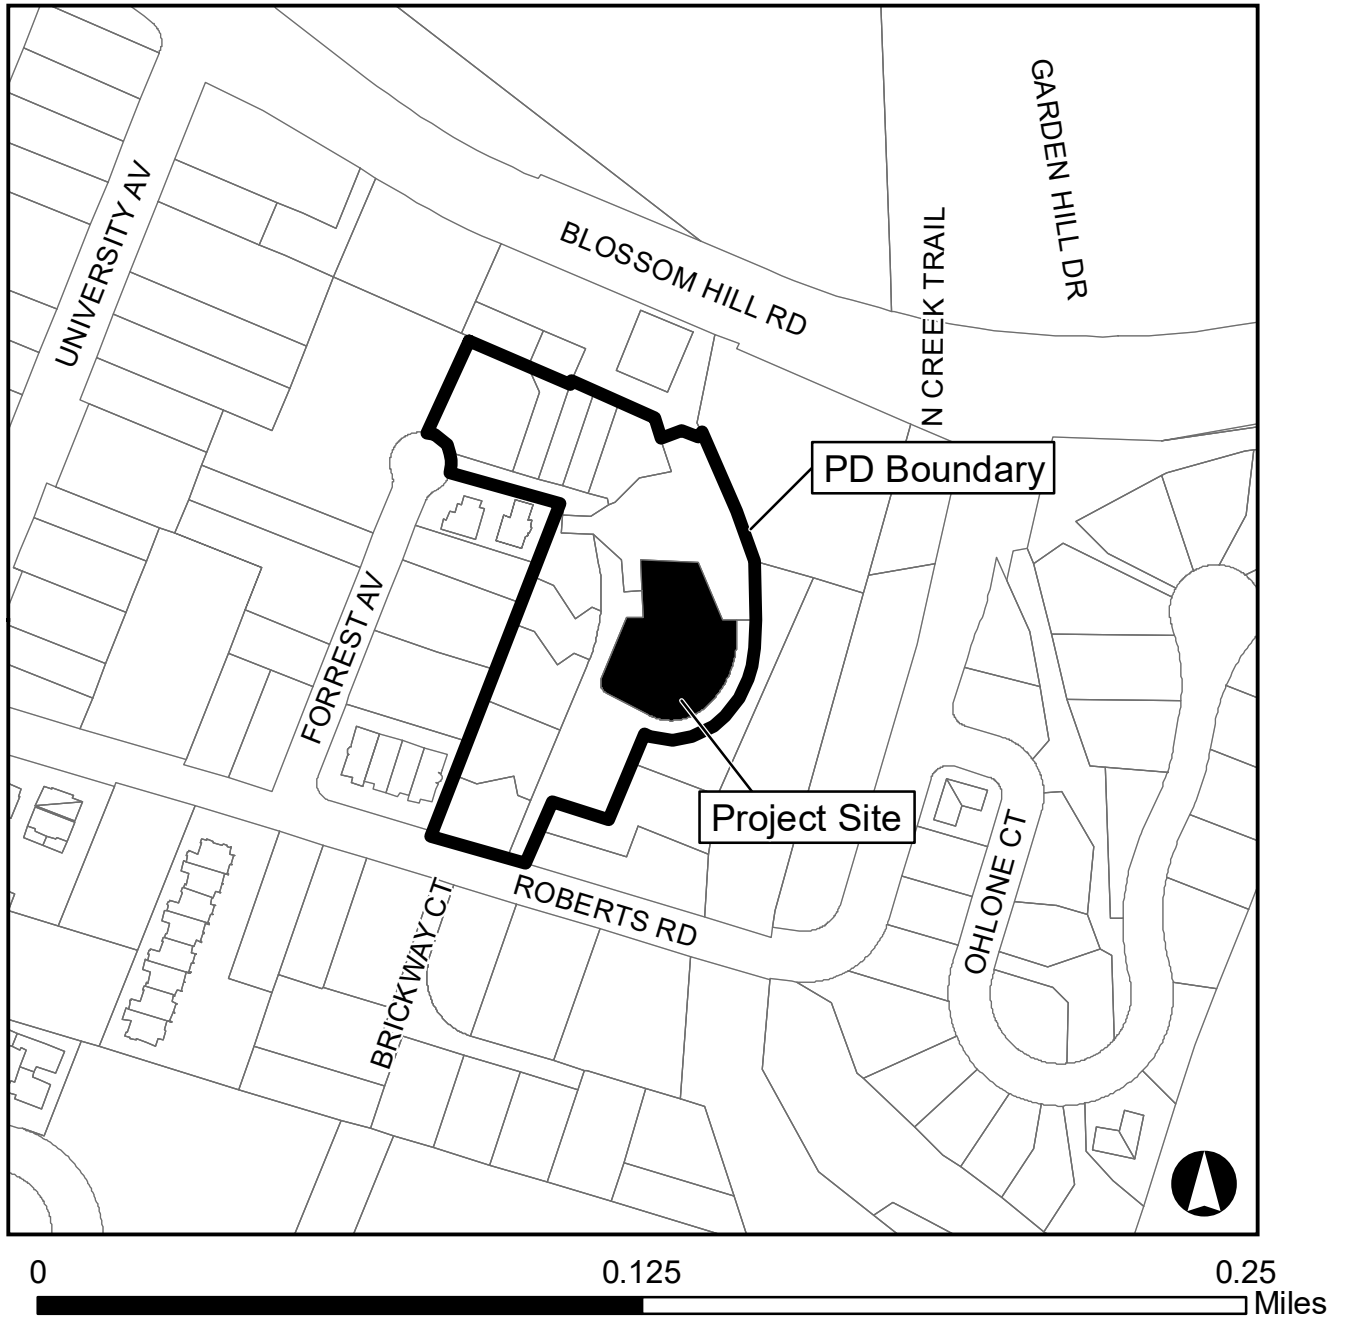 GARDEN HILL DR
UNIVERSITY AV
BLOSSOM HILL RD
N CREEK TRAIL
PD Boundary
FORREST AV
Project Site
OHLONE CT
ROBERTS RD
BRICKWAY CT
0 0.125 0.25
Miles